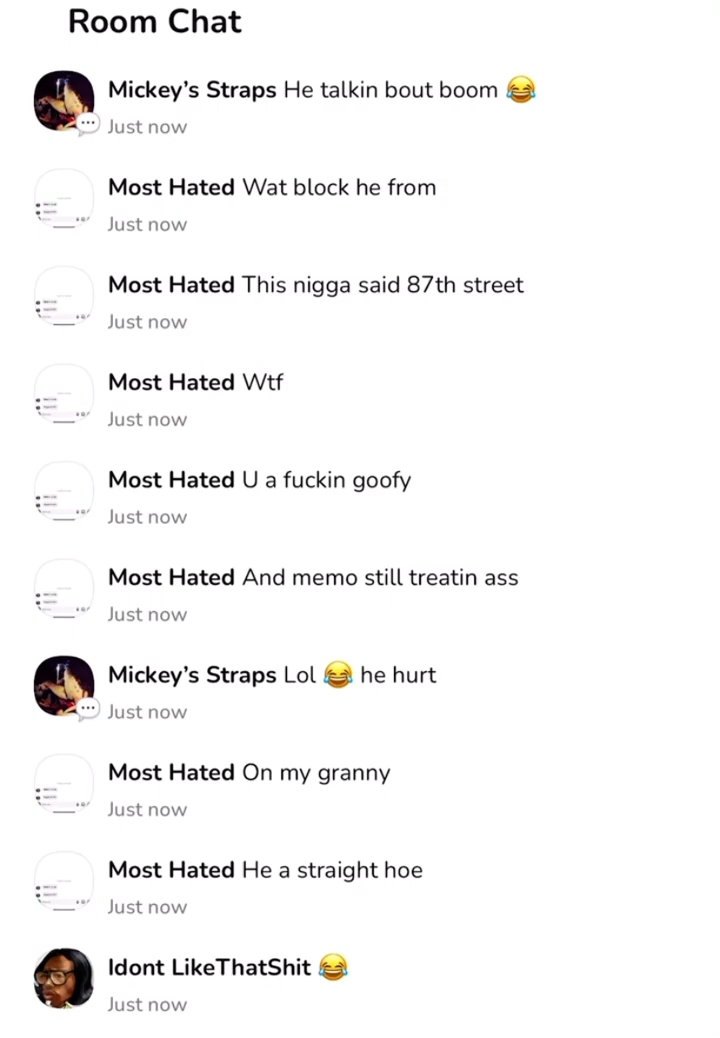 Room Chat
Mickey’s Straps He talkin bout boom 😂
Just now
Most Hated Wat block he from
Just now
Most Hated This nigga said 87th street
Just now
Most Hated Wtf
Just now
Most Hated U a fuckin goofy
Just now
Most Hated And memo still treatin ass
Just now
Mickey’s Straps Lol 😂 he hurt
Just now
Most Hated On my granny
Just now
Most Hated He a straight hoe
Just now
Idont LikeThatShit 😂
Just now